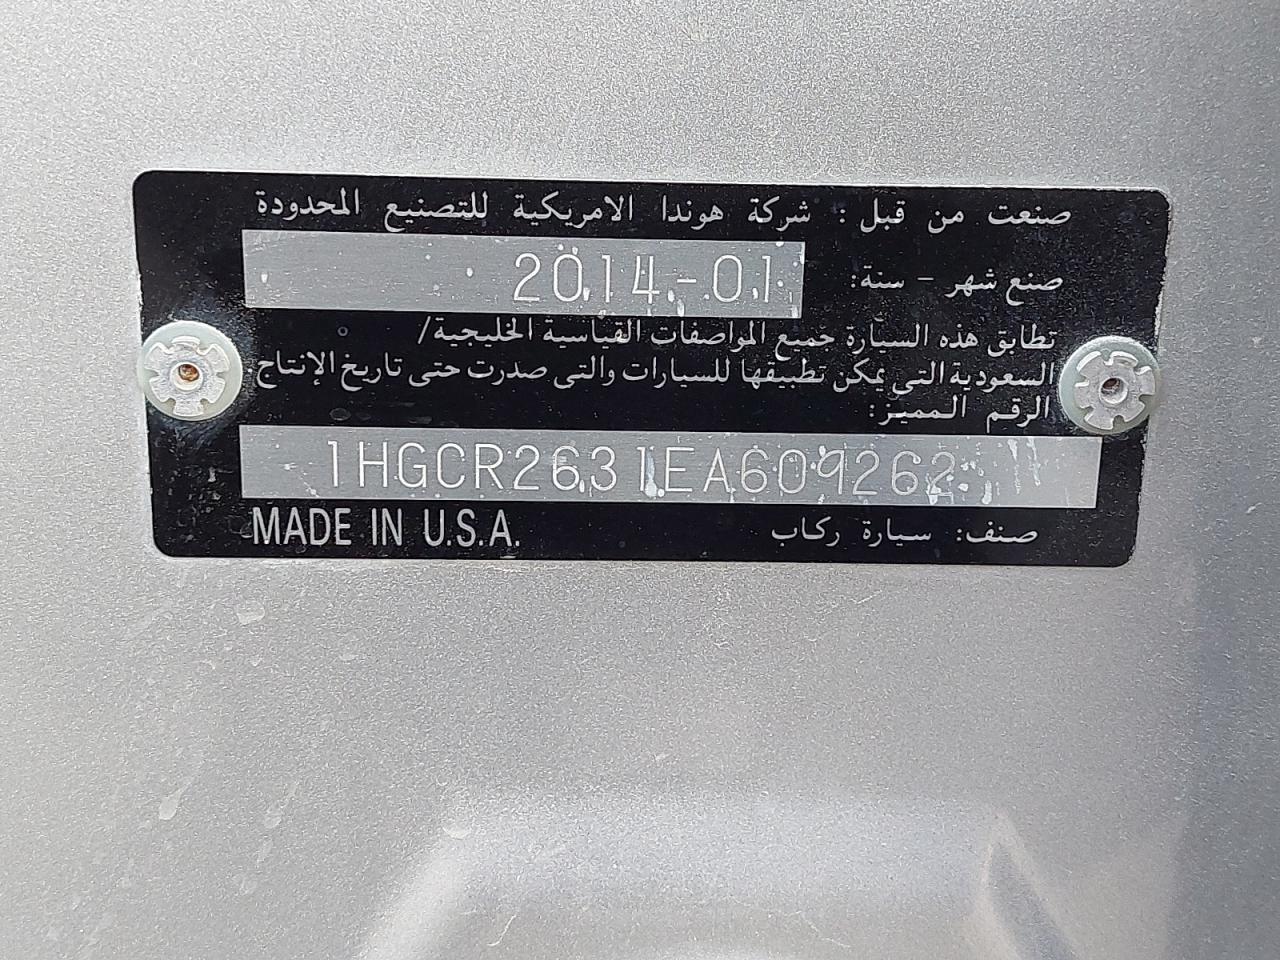 صنعت من قبل: شركة هوندا الامريكية للتصنيع المحدودة
صنع شهر - سنة: 2014-01
تطابق هذه السيارة جميع المواصفات القياسية الخليجية/
السعودية التي يمكن تطبيقها للسيارات والتي صدرت حتى تاريخ الإنتاج
الرقم المميز:
1HGCR2631EA609262
صنف: سيارة ركاب
MADE IN U.S.A.